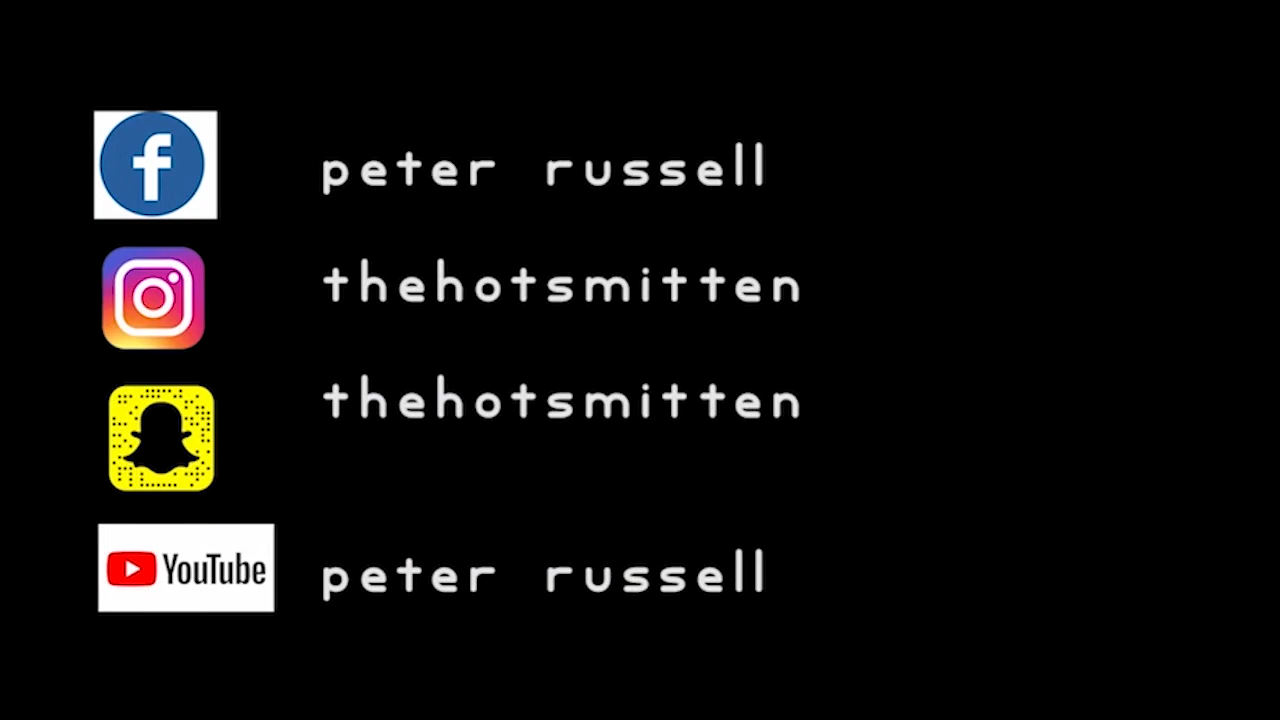 peter russell
thehotsmitten
thehotsmitten
YouTube
peter russell